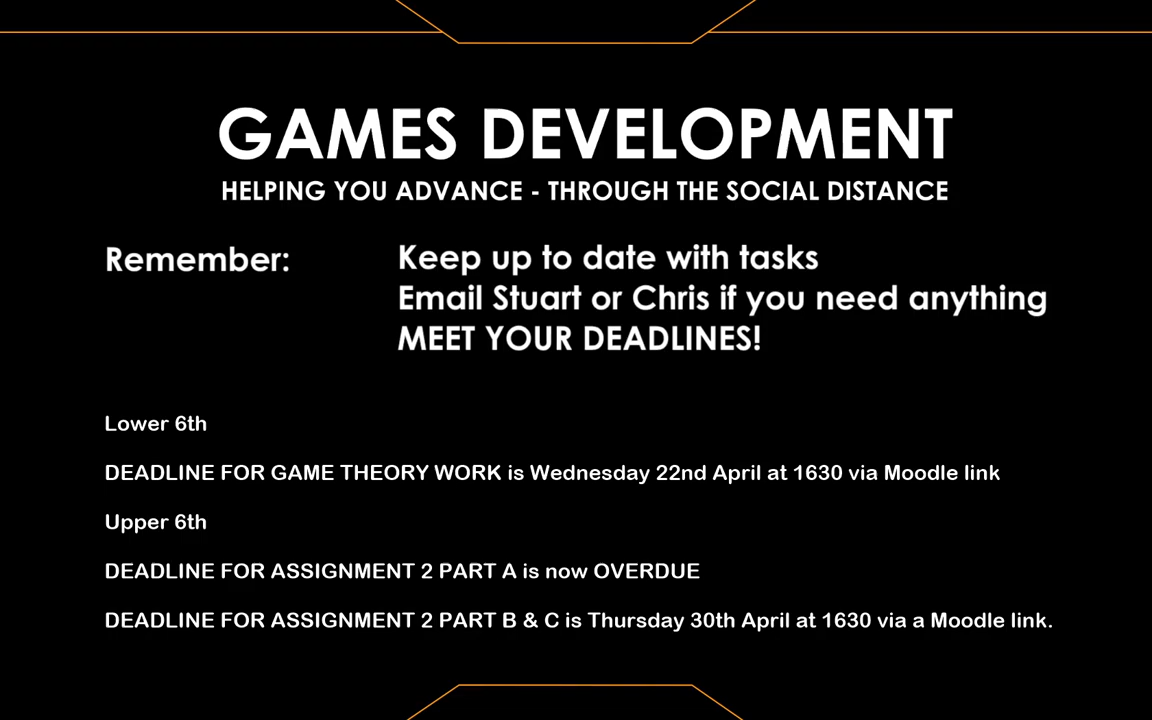 GAMES DEVELOPMENT
HELPING YOU ADVANCE - THROUGH THE SOCIAL DISTANCE
Remember:
Keep up to date with tasks
Email Stuart or Chris if you need anything
MEET YOUR DEADLINES!
Lower 6th
DEADLINE FOR GAME THEORY WORK is Wednesday 22nd April at 1630 via Moodle link
Upper 6th
DEADLINE FOR ASSIGNMENT 2 PART A is now OVERDUE
DEADLINE FOR ASSIGNMENT 2 PART B & C is Thursday 30th April at 1630 via a Moodle link.